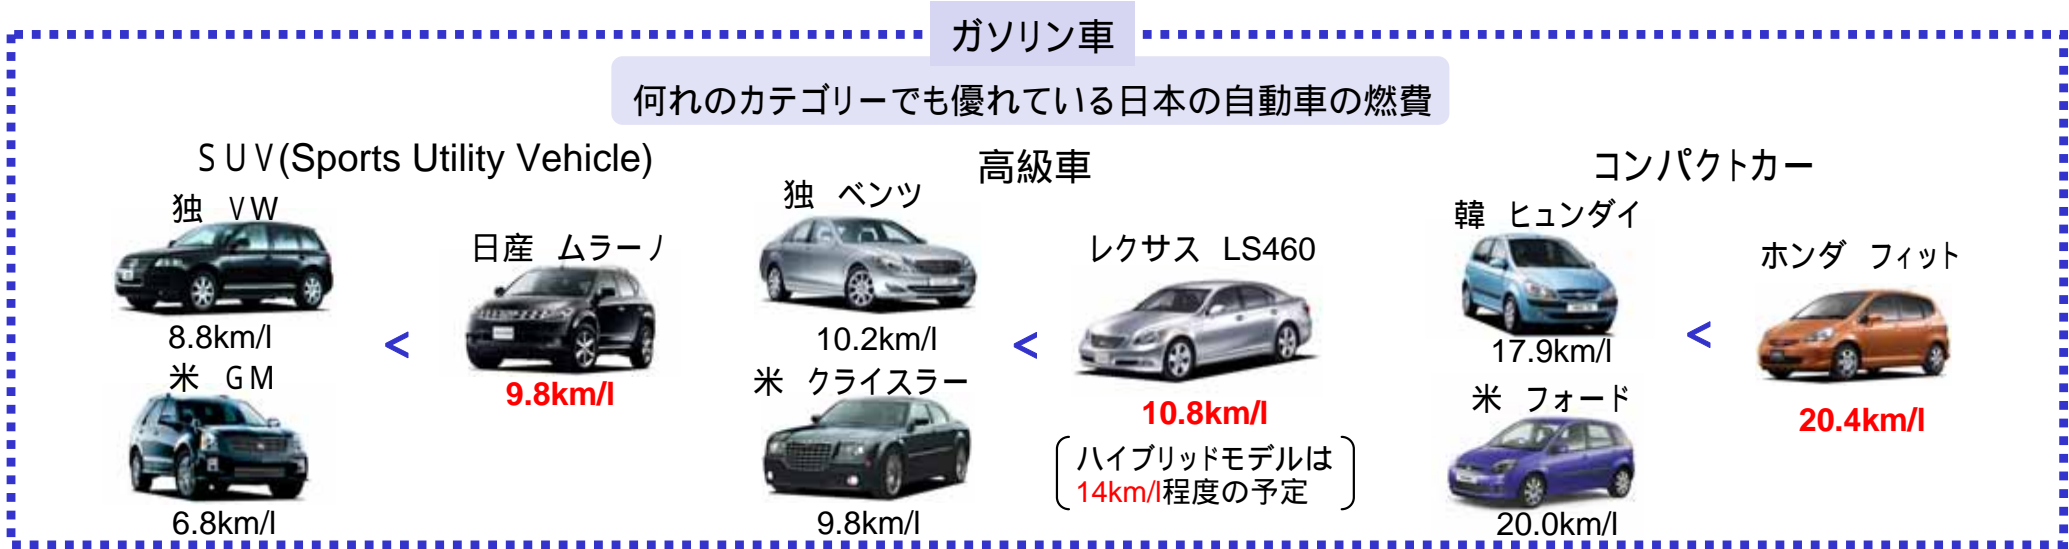 ガソリン車
何れのカテゴリーでも優れている日本の自動車の燃費
SUV(Sports Utility Vehicle)
独 VW
8.8km/l
米 GM
6.8km/l
<
日産 ムラーノ
9.8km/l
高級車
独 ベンツ
10.2km/l
米 クライスラー
9.8km/l
<
レクサス LS460
10.8km/l
ハイブリッドモデルは
14km/l程度の予定
コンパクトカー
韓 ヒュンダイ
17.9km/l
米 フォード
20.0km/l
<
ホンダ フィット
20.4km/l